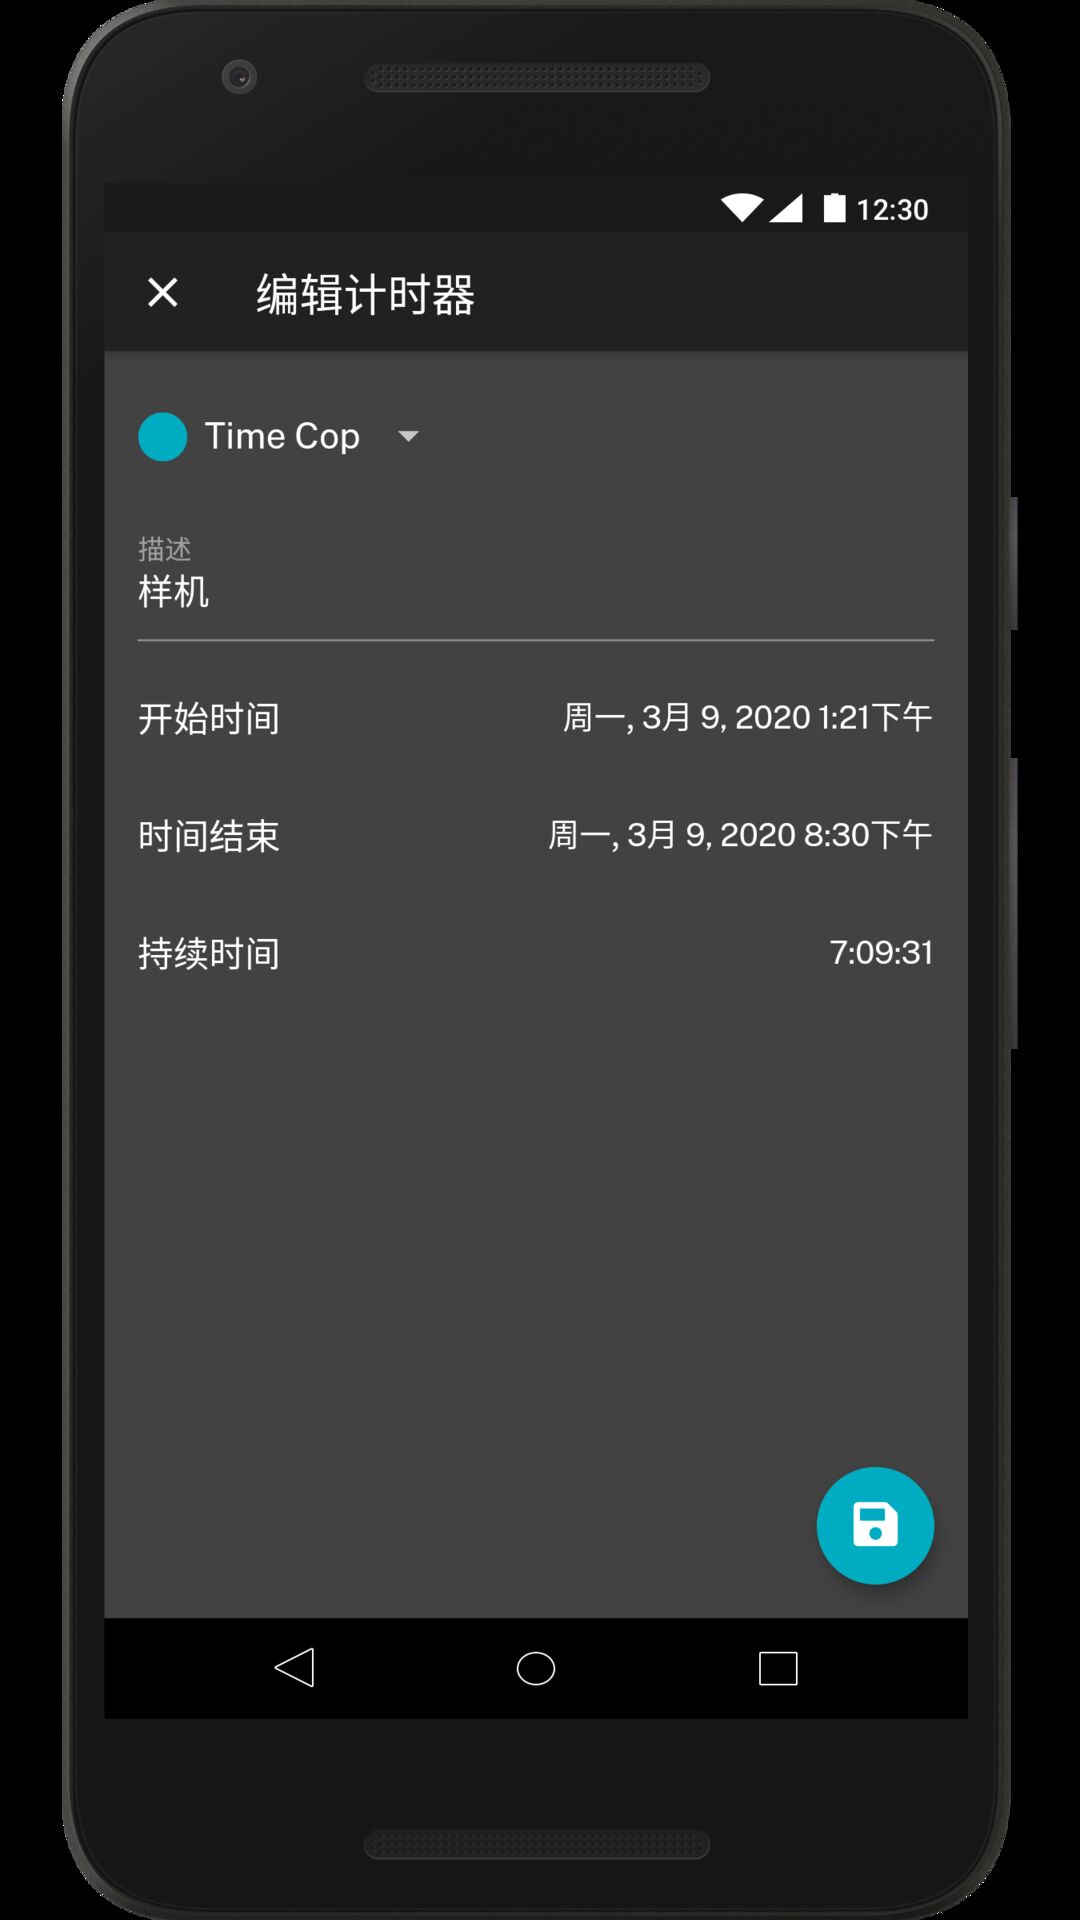 12:30
编辑计时器
Time Cop
描述
样机
开始时间 周一, 3月 9, 2020 1:21下午
时间结束 周一, 3月 9, 2020 8:30下午
持续时间 7:09:31